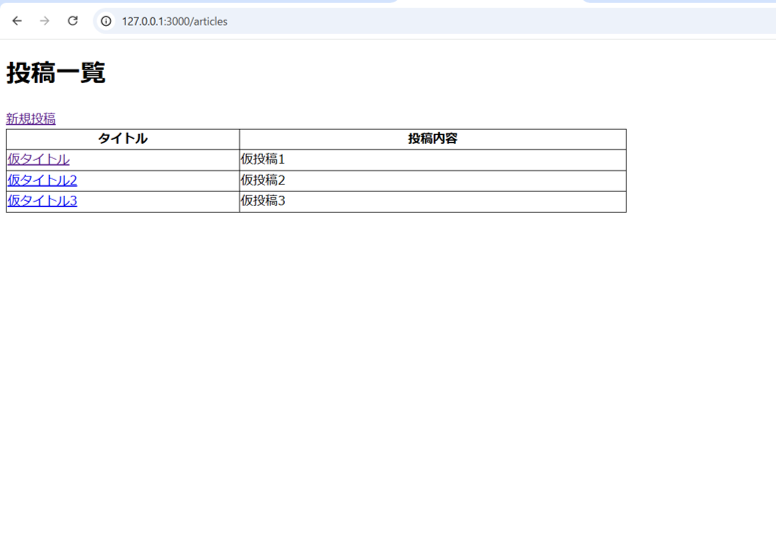 127.0.0.1:3000/articles
投稿一覧
新規投稿
タイトル 投稿内容
仮タイトル 仮投稿1
仮タイトル2 仮投稿2
仮タイトル3 仮投稿3